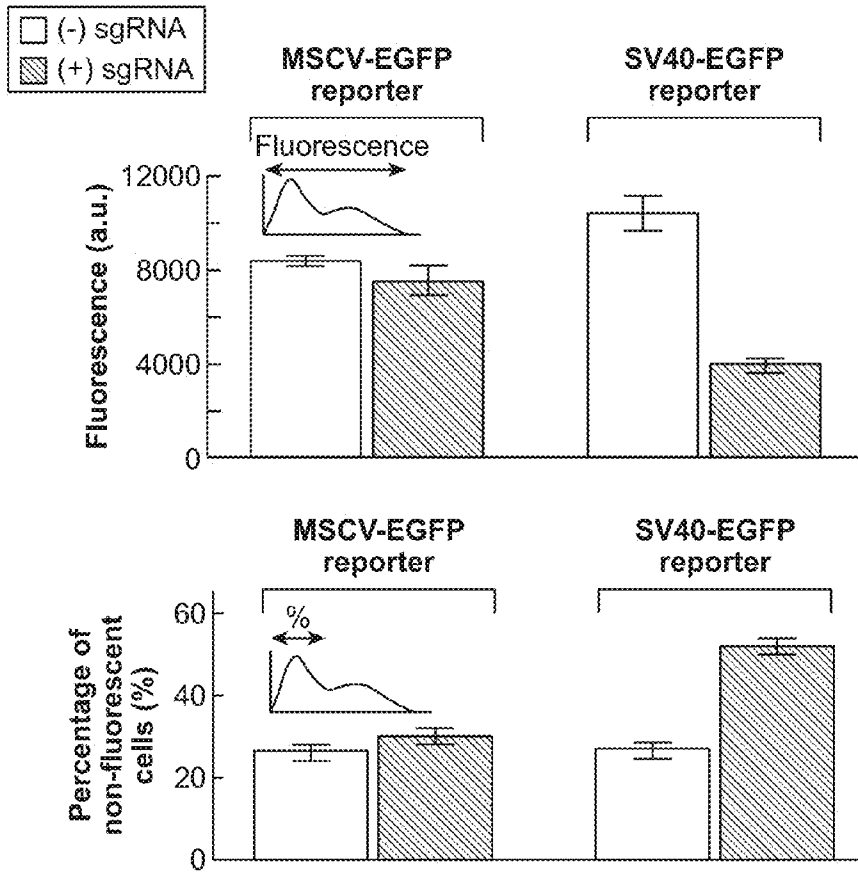 (-) sgRNA
(+) sgRNA
MSCV-EGFP
reporter
SV40-EGFP
reporter
Fluorescence
Fluorescence (a.u.)
12000
8000
4000
0
MSCV-EGFP
reporter
SV40-EGFP
reporter
%
Percentage of
non-fluorescent
cells (%)
60
40
20
0